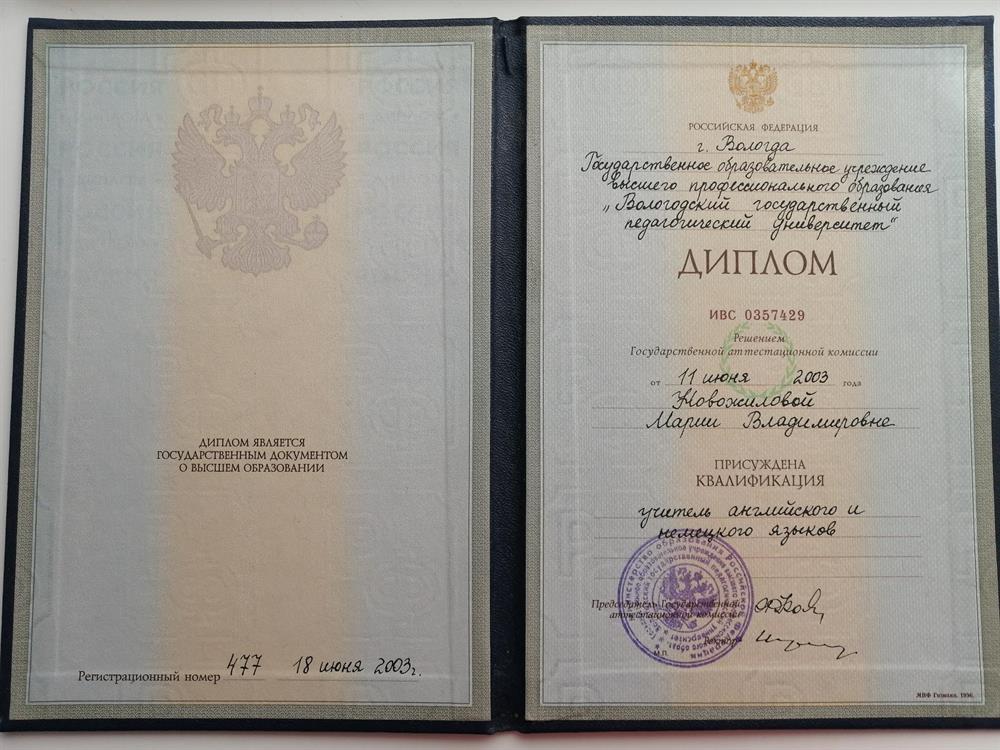 ДИПЛОМ ЯВЛЯЕТСЯ
ГОСУДАРСТВЕННЫМ ДОКУМЕНТОМ
О ВЫСШЕМ ОБРАЗОВАНИИ
Регистрационный номер 477 18 июня 2003г.
РОССИЙСКАЯ ФЕДЕРАЦИЯ
г. Вологда
Государственное образовательное учреждение
высшего профессионального образования
„Вологодский государственный
педагогический университет“
ДИПЛОМ
ИВС 0357429
Решением
Государственной аттестационной комиссии
от 11 июня 2003 года
Новожиловой
Марии Владимировне
ПРИСУЖДЕНА
КВАЛИФИКАЦИЯ
учитель английского и
немецкого языков
Председатель Государственной
аттестационной комиссии
Ректор
М.П.
МПФ Гознака. 1996.